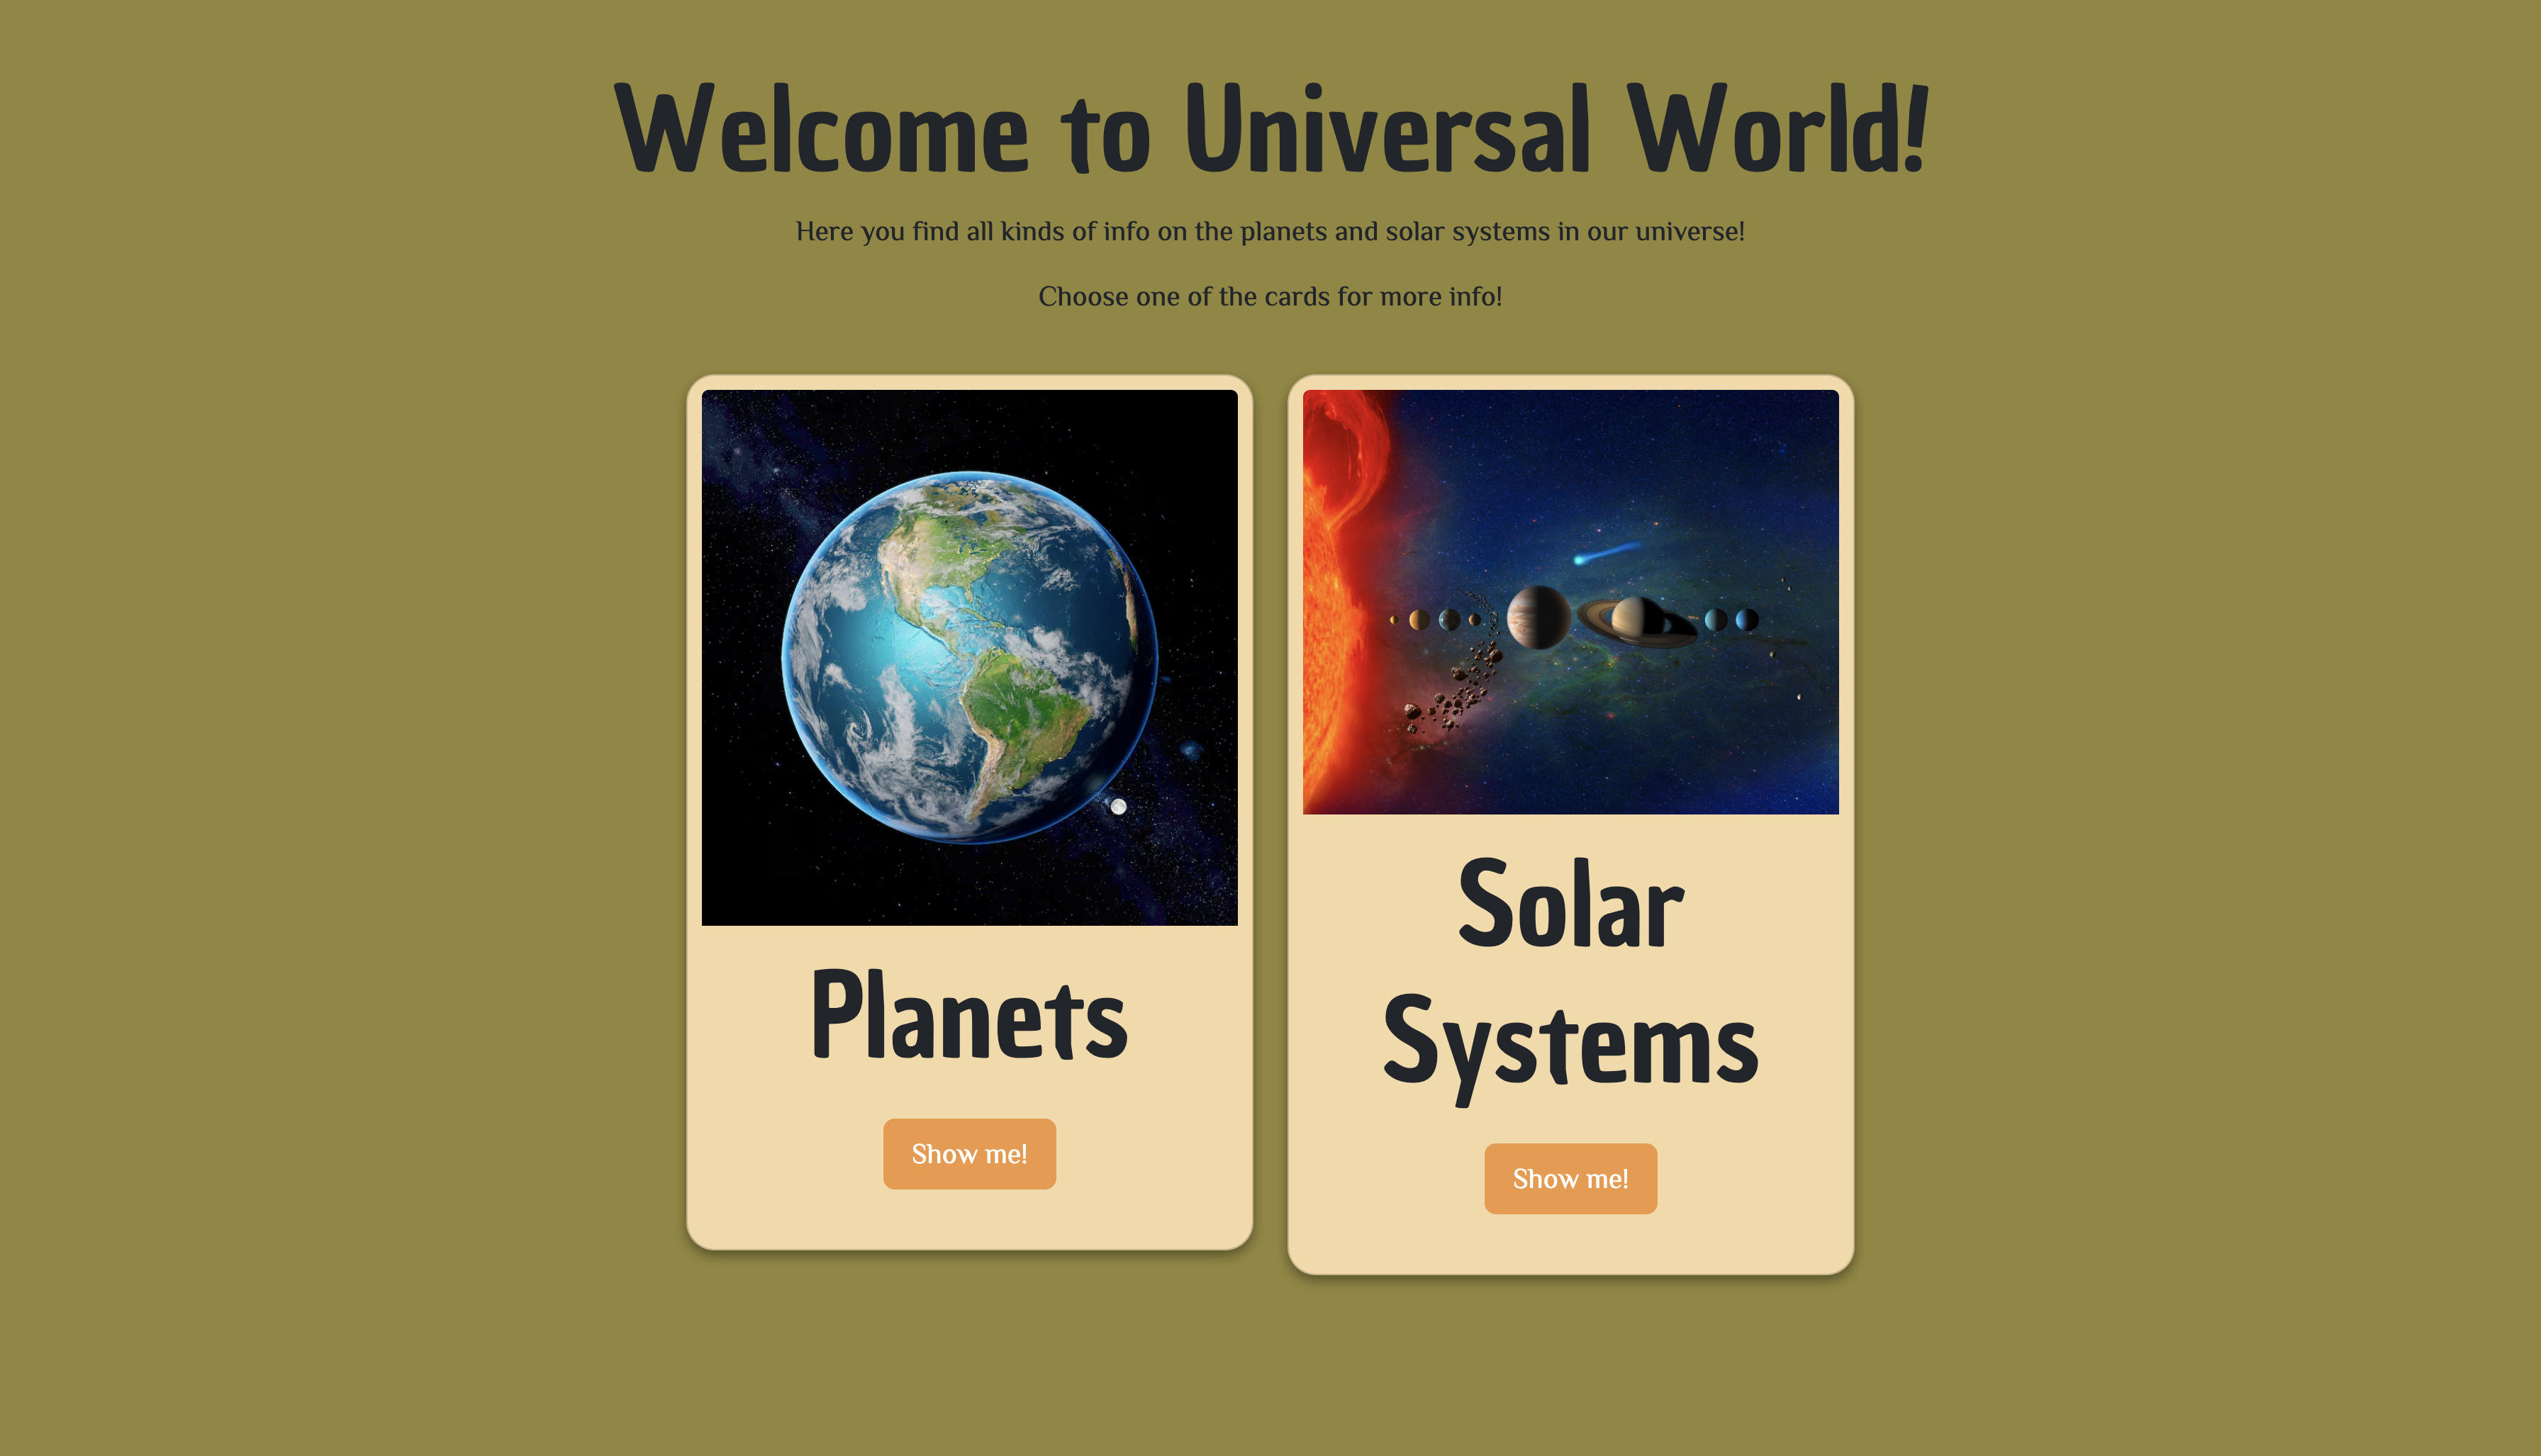 Welcome to Universal World!
Here you find all kinds of info on the planets and solar systems in our universe!
Choose one of the cards for more info!
Planets
Show me!
Solar
Systems
Show me!